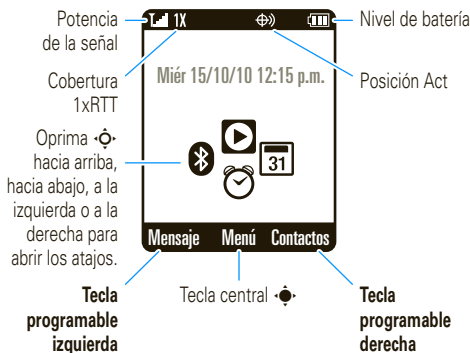 Potencia
de la señal
Cobertura
1xRTT
Oprima
hacia arriba,
hacia abajo, a la
izquierda o a la
derecha para
abrir los atajos.
1X
Miér 15/10/10 12:15 p.m.
31
Mensaje Menú Contactos
Nivel de batería
Posición Act
Tecla
programable
izquierda
Tecla central
Tecla
programable
derecha